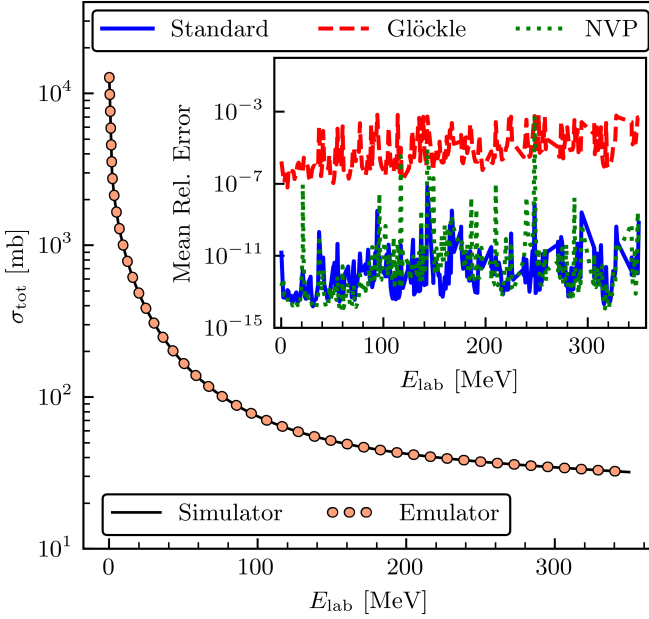 Standard Glöckle NVP
σ_tot [mb]
10^4
10^3
10^2
10^1
Mean Rel. Error
10^−3
10^−7
10^−11
10^−15
0 100 200 300
E_lab [MeV]
Simulator Emulator
0 100 200 300
E_lab [MeV]